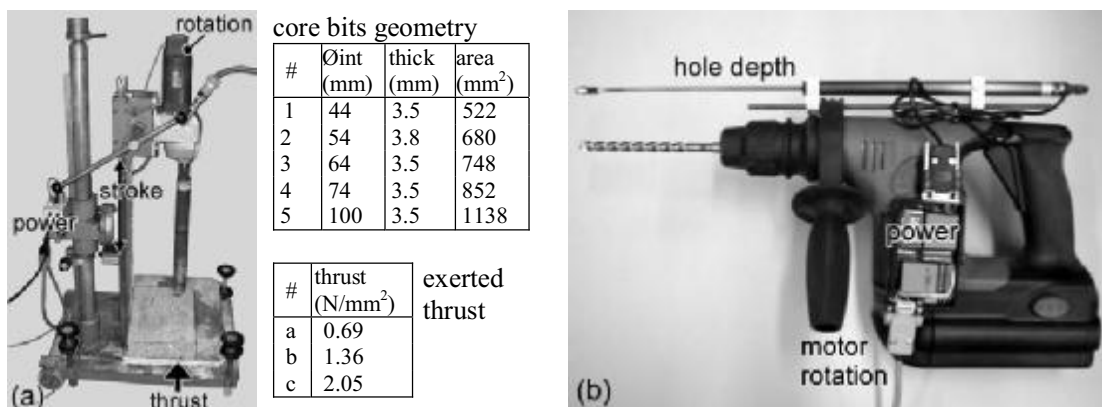 rotation
stroke
power
(a)
thrust
core bits geometry
# Øint (mm) thick (mm) area (mm²)
1 44 3.5 522
2 54 3.8 680
3 64 3.5 748
4 74 3.5 852
5 100 3.5 1138
# thrust (N/mm²)
a 0.69
b 1.36
c 2.05
exerted
thrust
hole depth
power
motor
rotation
(b)